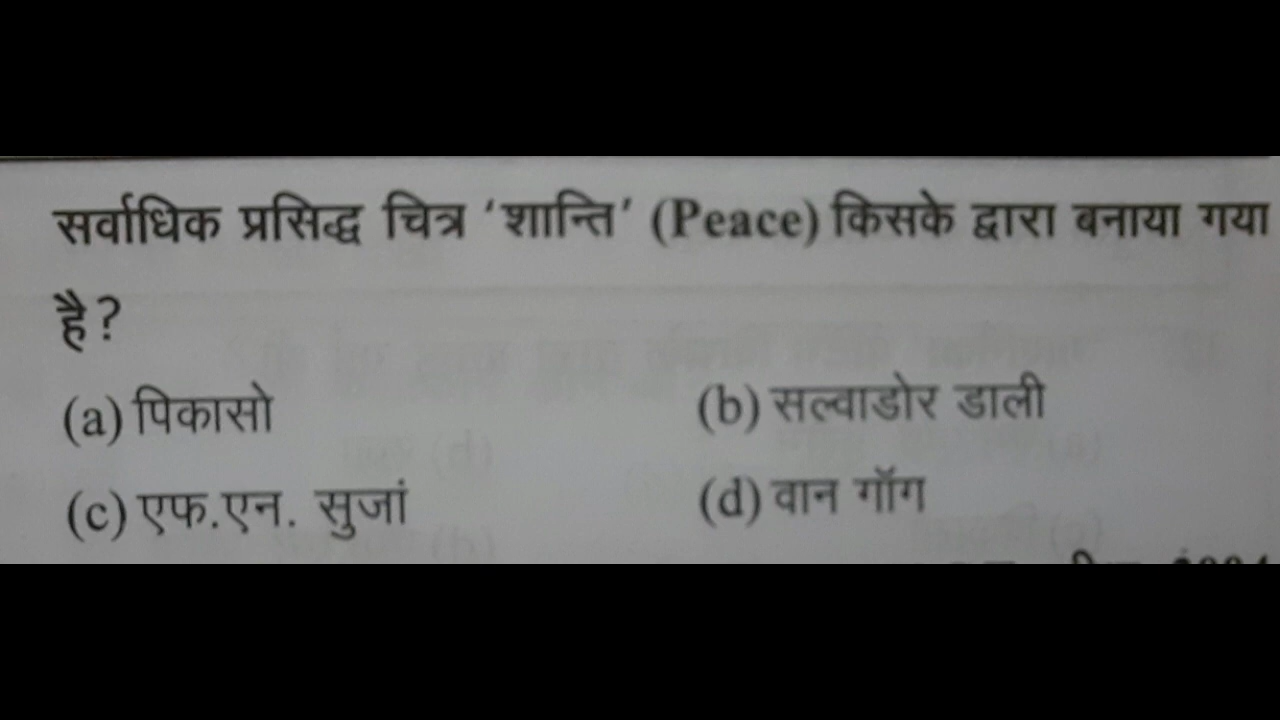 सर्वाधिक प्रसिद्ध चित्र ‘शान्ति’ (Peace) किसके द्वारा बनाया गया
है?
(a) पिकासो (b) सल्वाडोर डाली
(c) एफ.एन. सुजां (d) वान गॉग